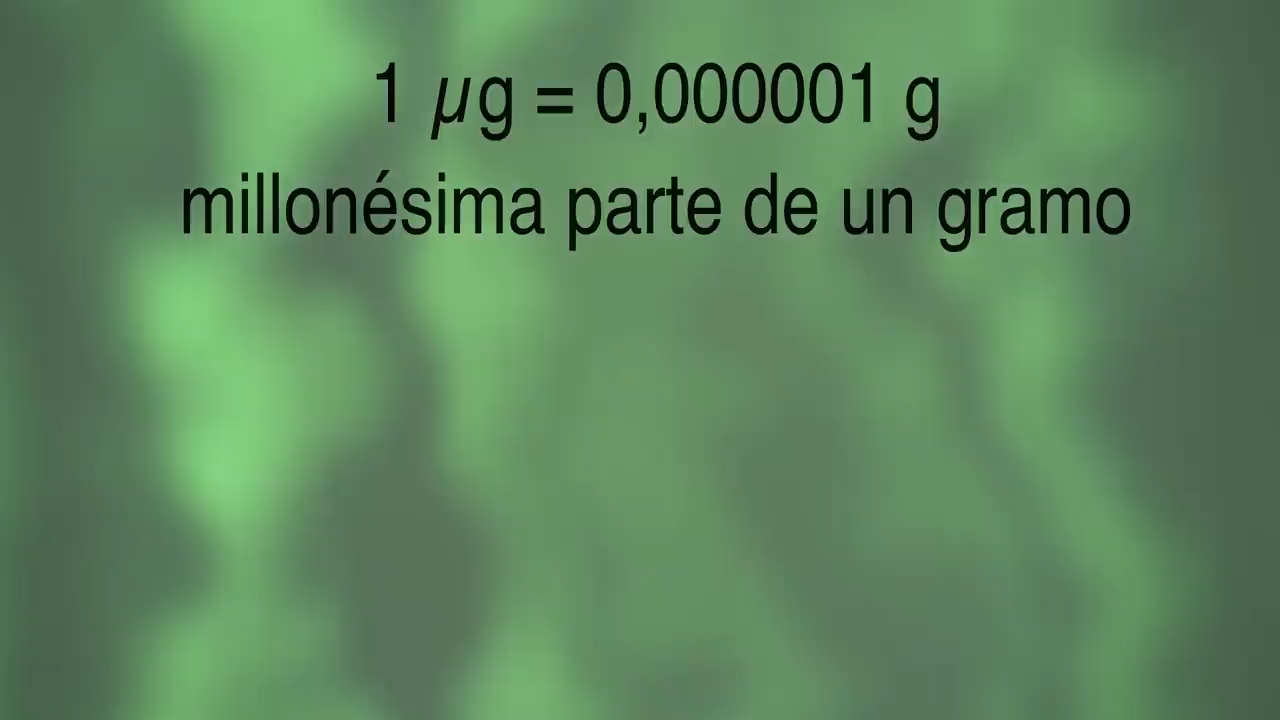 1 µg = 0,000001 g
millonésima parte de un gramo